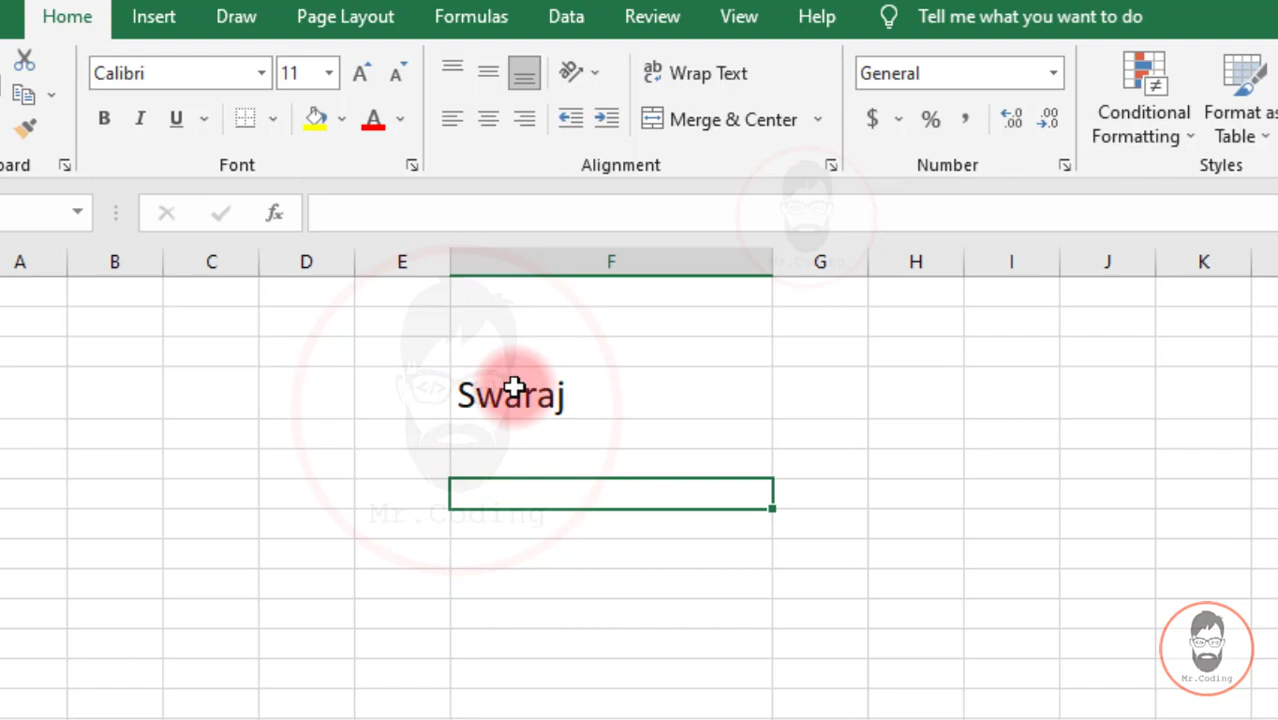 Home Insert Draw Page Layout Formulas Data Review View Help Tell me what you want to do
Calibri 11 Wrap Text General
B I U Merge & Center $ % , Conditional Formatting Format as Table
ard Font Alignment Number Styles
fx
A B C D E F G H I J K
Swaraj
Mr.Coding
Mr.Coding